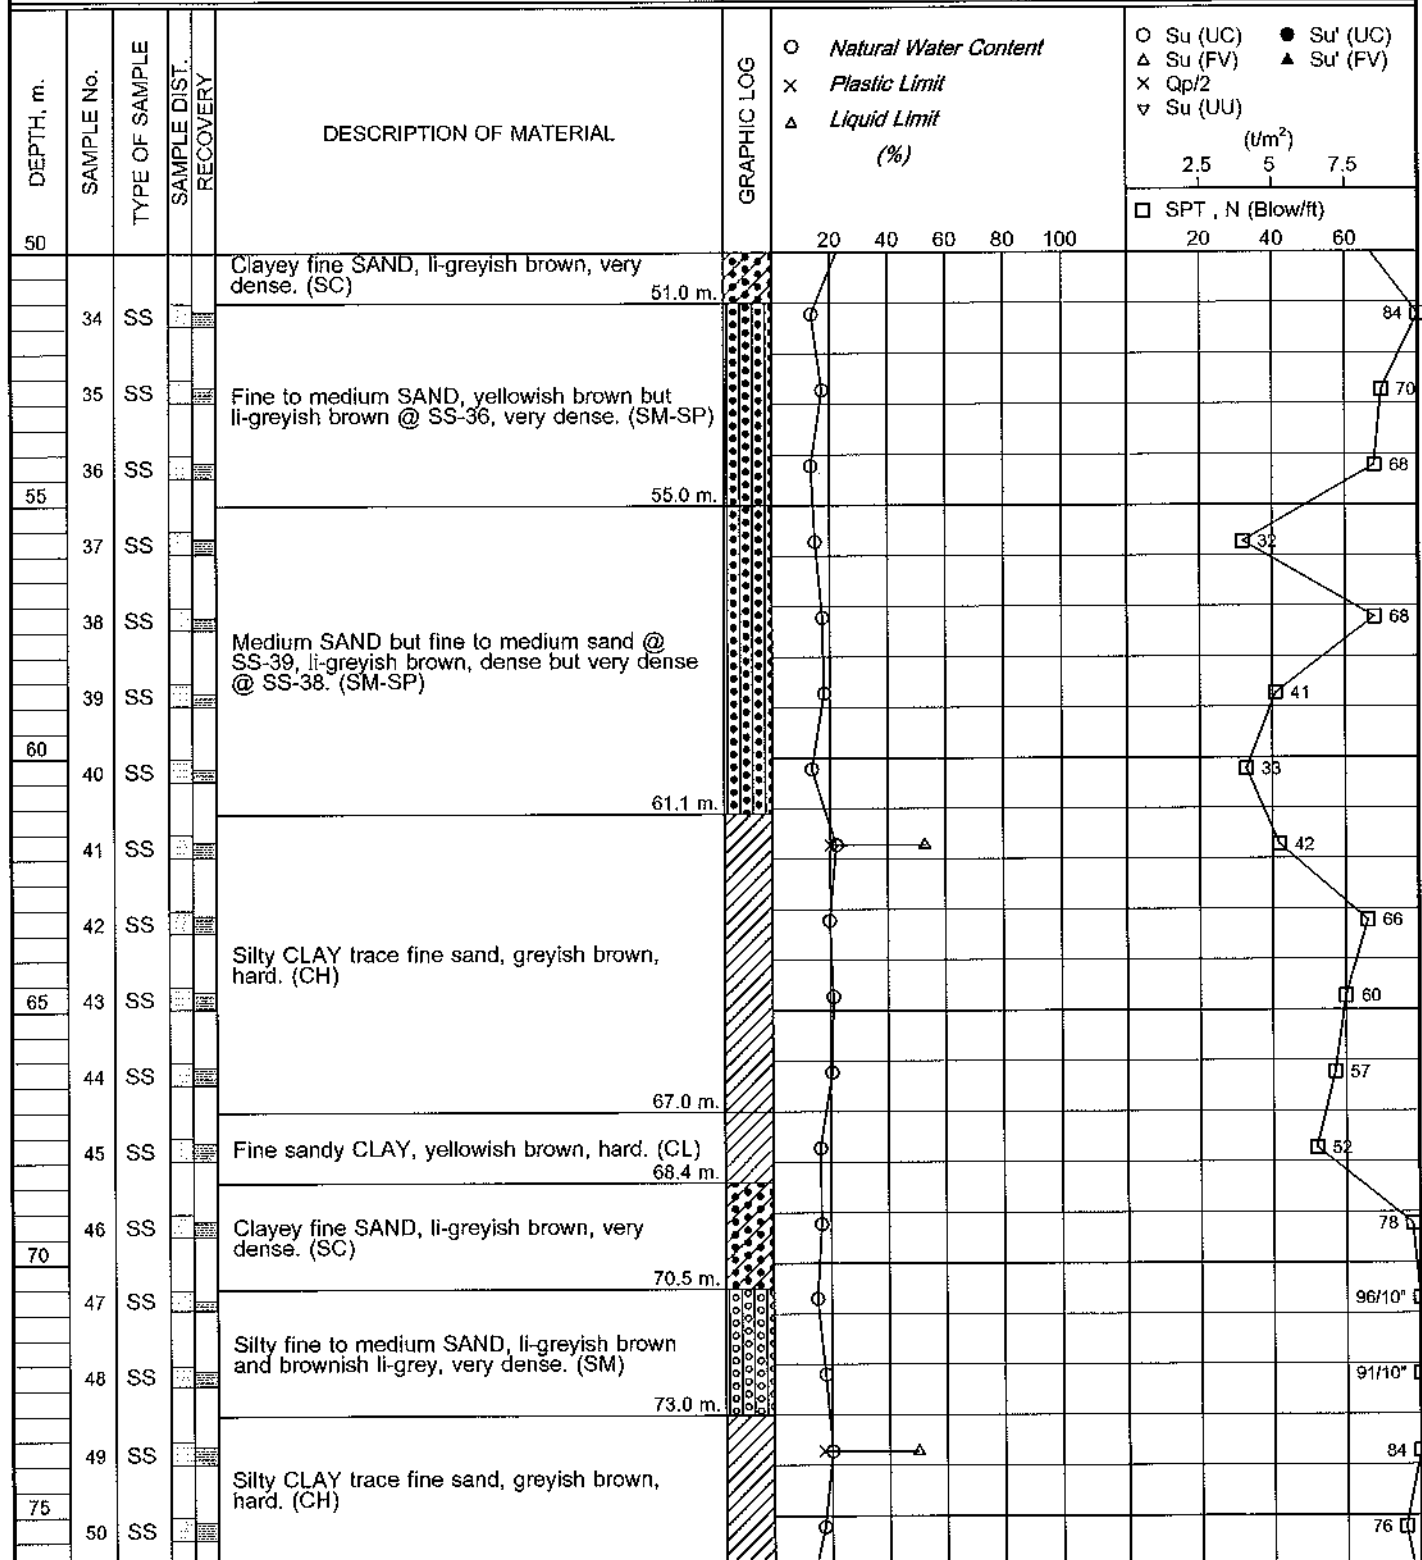 DEPTH, m.
SAMPLE No.
TYPE OF SAMPLE
SAMPLE DIST.
RECOVERY
DESCRIPTION OF MATERIAL
GRAPHIC LOG
○ Natural Water Content
× Plastic Limit
△ Liquid Limit
(%)
○ Su (UC) ● Su' (UC)
△ Su (FV) ▲ Su' (FV)
× Qp/2
▽ Su (UU)
(t/m²)
2.5 5 7.5
□ SPT , N (Blow/ft)
50 20 40 60 80 100 20 40 60
Clayey fine SAND, li-greyish brown, very
dense. (SC)
51.0 m.
34 SS 84
35 SS 70
Fine to medium SAND, yellowish brown but
li-greyish brown @ SS-36, very dense. (SM-SP)
36 SS 68
55 55.0 m.
37 SS 32
38 SS 68
Medium SAND but fine to medium sand @
SS-39, li-greyish brown, dense but very dense
@ SS-38. (SM-SP)
39 SS 41
60
40 SS 33
61.1 m.
41 SS 42
42 SS 66
Silty CLAY trace fine sand, greyish brown,
hard. (CH)
65 43 SS 60
44 SS 57
67.0 m.
45 SS Fine sandy CLAY, yellowish brown, hard. (CL) 52
68.4 m.
46 SS 78
Clayey fine SAND, li-greyish brown, very
dense. (SC)
70
70.5 m.
47 SS 96/10"
Silty fine to medium SAND, li-greyish brown
and brownish li-grey, very dense. (SM)
48 SS 91/10"
73.0 m.
49 SS 84
Silty CLAY trace fine sand, greyish brown,
hard. (CH)
75
50 SS 76